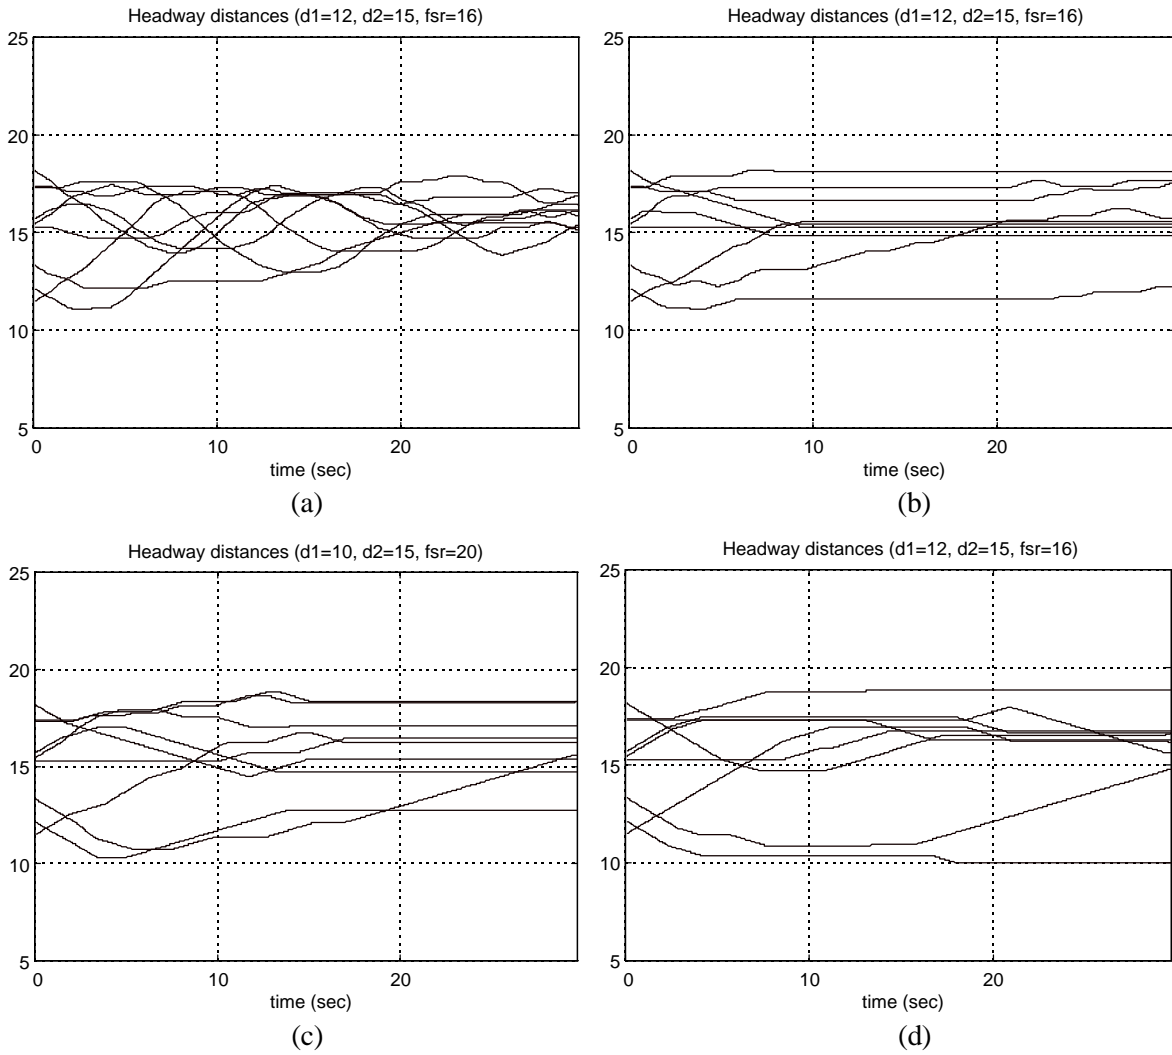 Headway distances (d1=12, d2=15, fsr=16)
25
20
15
10
5
0 10 20
time (sec)
(a)
Headway distances (d1=12, d2=15, fsr=16)
25
20
15
10
5
0 10 20
time (sec)
(b)
Headway distances (d1=10, d2=15, fsr=20)
25
20
15
10
5
0 10 20
time (sec)
(c)
Headway distances (d1=12, d2=15, fsr=16)
25
20
15
10
5
0 10 20
time (sec)
(d)